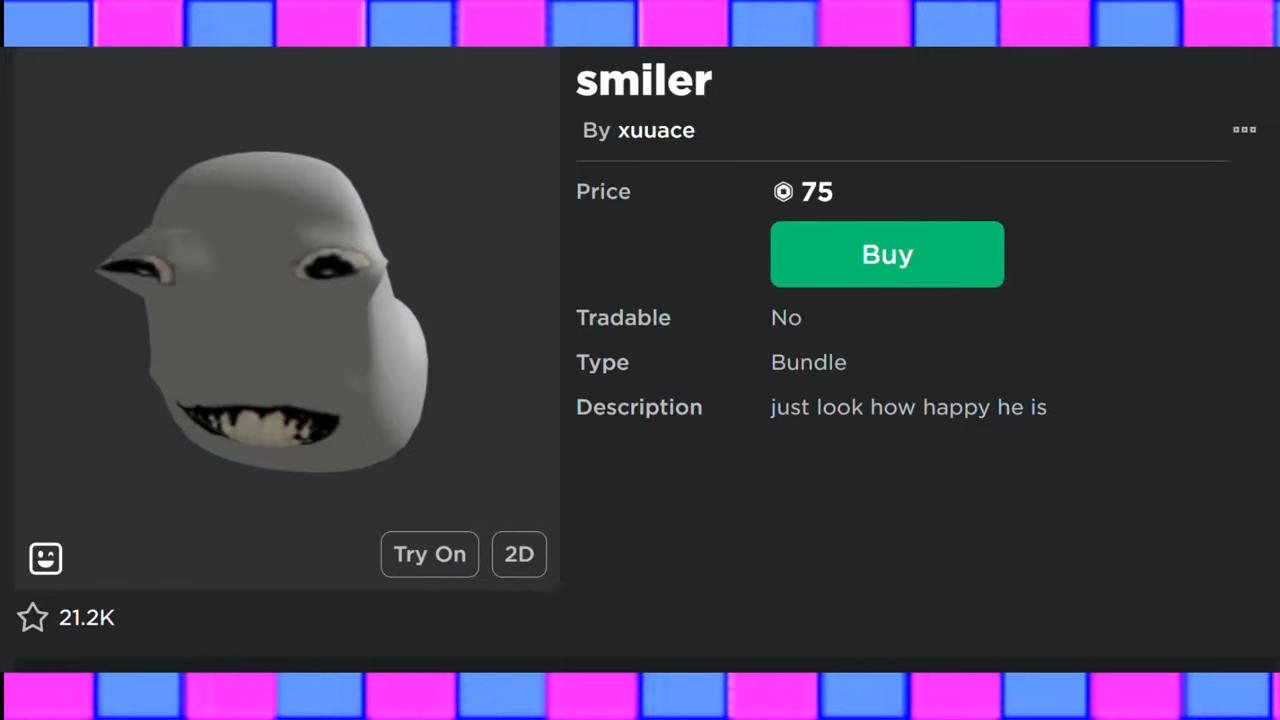 smiler
By xuuace
Price 75
Buy
Tradable No
Type Bundle
Description just look how happy he is
Try On 2D
21.2K